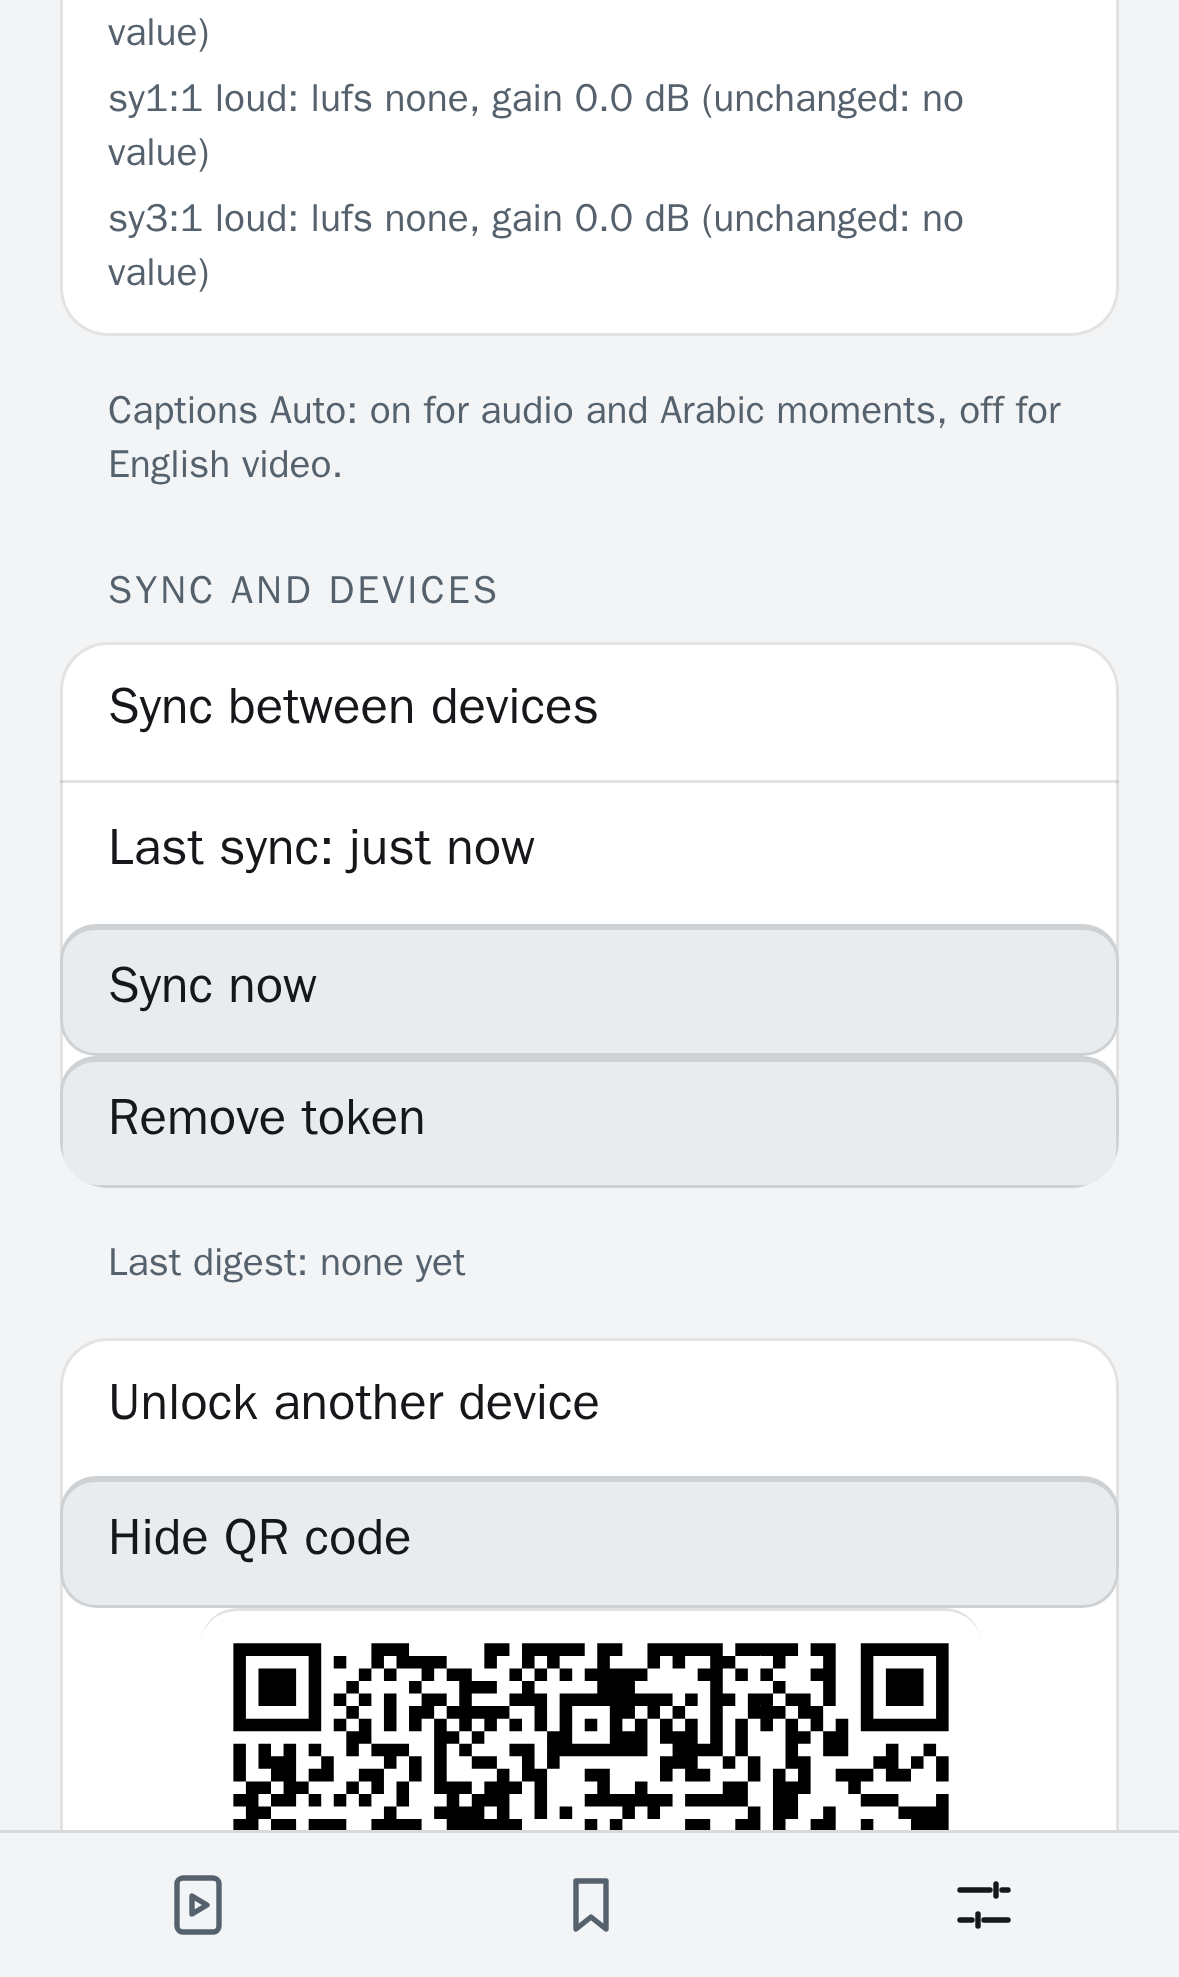 value)
sy1:1 loud: lufs none, gain 0.0 dB (unchanged: no
value)
sy3:1 loud: lufs none, gain 0.0 dB (unchanged: no
value)
Captions Auto: on for audio and Arabic moments, off for
English video.
SYNC AND DEVICES
Sync between devices
Last sync: just now
Sync now
Remove token
Last digest: none yet
Unlock another device
Hide QR code